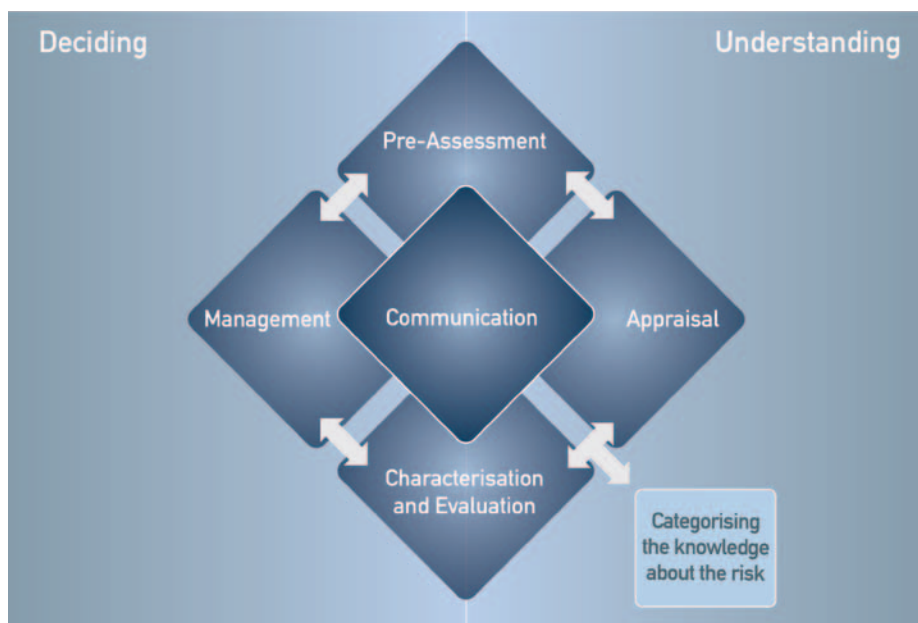 Deciding
Understanding
Pre-Assessment
Management
Communication
Appraisal
Characterisation
and Evaluation
Categorising
the knowledge
about the risk